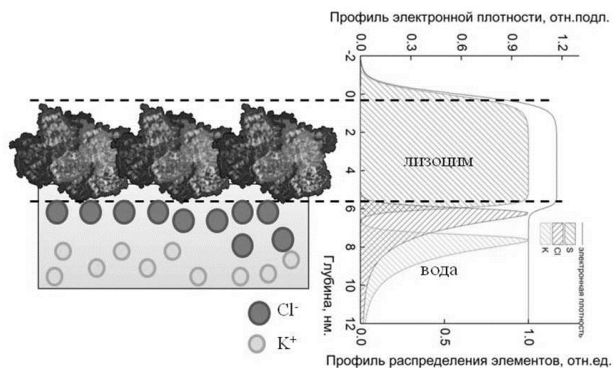 Профиль электронной плотности, отн.подл.
0.0 0.3 0.6 0.9 1.2
-2
0
2
4
6
8
10
12
Глубина, нм.
лизоцим
вода
K
Cl
S
электронная плотность
0.0 0.5 1.0
Профиль распределения элементов, отн.ед.
Cl⁻
K⁺